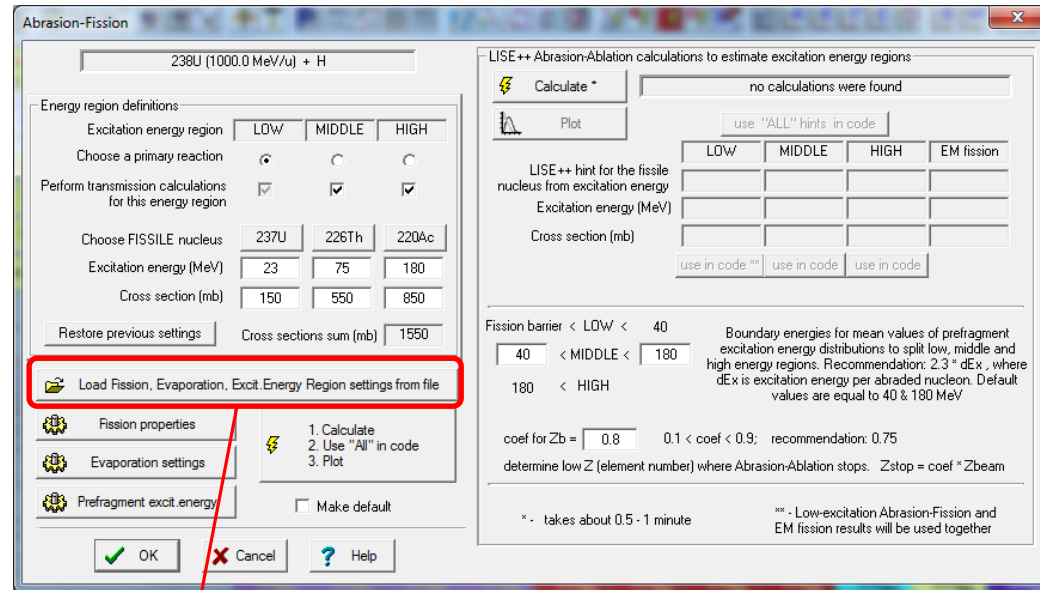 Abrasion-Fission
x
238U (1000.0 MeV/u) + H
Energy region definitions
Excitation energy region LOW MIDDLE HIGH
Choose a primary reaction
Perform transmission calculations
for this energy region
Choose FISSILE nucleus 237U 226Th 220Ac
Excitation energy (MeV) 23 75 180
Cross section (mb) 150 550 850
Restore previous settings Cross sections sum (mb) 1550
Load Fission, Evaporation, Excit.Energy Region settings from file
Fission properties
Evaporation settings
Prefragment excit.energy
1. Calculate
2. Use "All" in code
3. Plot
Make default
OK Cancel ? Help
LISE++ Abrasion-Ablation calculations to estimate excitation energy regions
Calculate * no calculations were found
Plot use "ALL" hints in code
LOW MIDDLE HIGH EM fission
LISE++ hint for the fissile
nucleus from excitation energy
Excitation energy (MeV)
Cross section (mb)
use in code ** use in code use in code
Fission barrier < LOW < 40
40 < MIDDLE < 180
180 < HIGH
Boundary energies for mean values of prefragment
excitation energy distributions to split low, middle and
high energy regions. Recommendation: 2.3 * dEx , where
dEx is excitation energy per abraded nucleon. Default
values are equal to 40 & 180 MeV
coef for Zb = 0.8 0.1 < coef < 0.9; recommendation: 0.75
determine low Z (element number) where Abrasion-Ablation stops. Zstop = coef * Zbeam
* - takes about 0.5 - 1 minute
** - Low-excitation Abrasion-Fission and
EM fission results will be used together